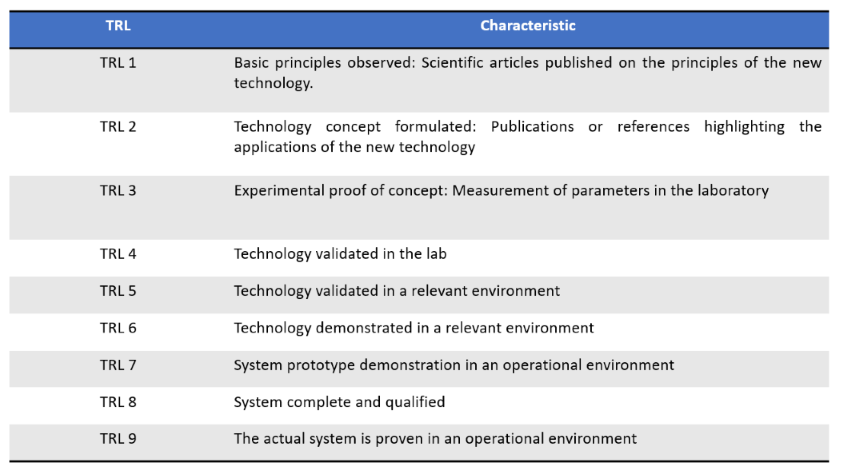 TRL Characteristic
TRL 1 Basic principles observed: Scientific articles published on the principles of the new
technology.
TRL 2 Technology concept formulated: Publications or references highlighting the
applications of the new technology
TRL 3 Experimental proof of concept: Measurement of parameters in the laboratory
TRL 4 Technology validated in the lab
TRL 5 Technology validated in a relevant environment
TRL 6 Technology demonstrated in a relevant environment
TRL 7 System prototype demonstration in an operational environment
TRL 8 System complete and qualified
TRL 9 The actual system is proven in an operational environment